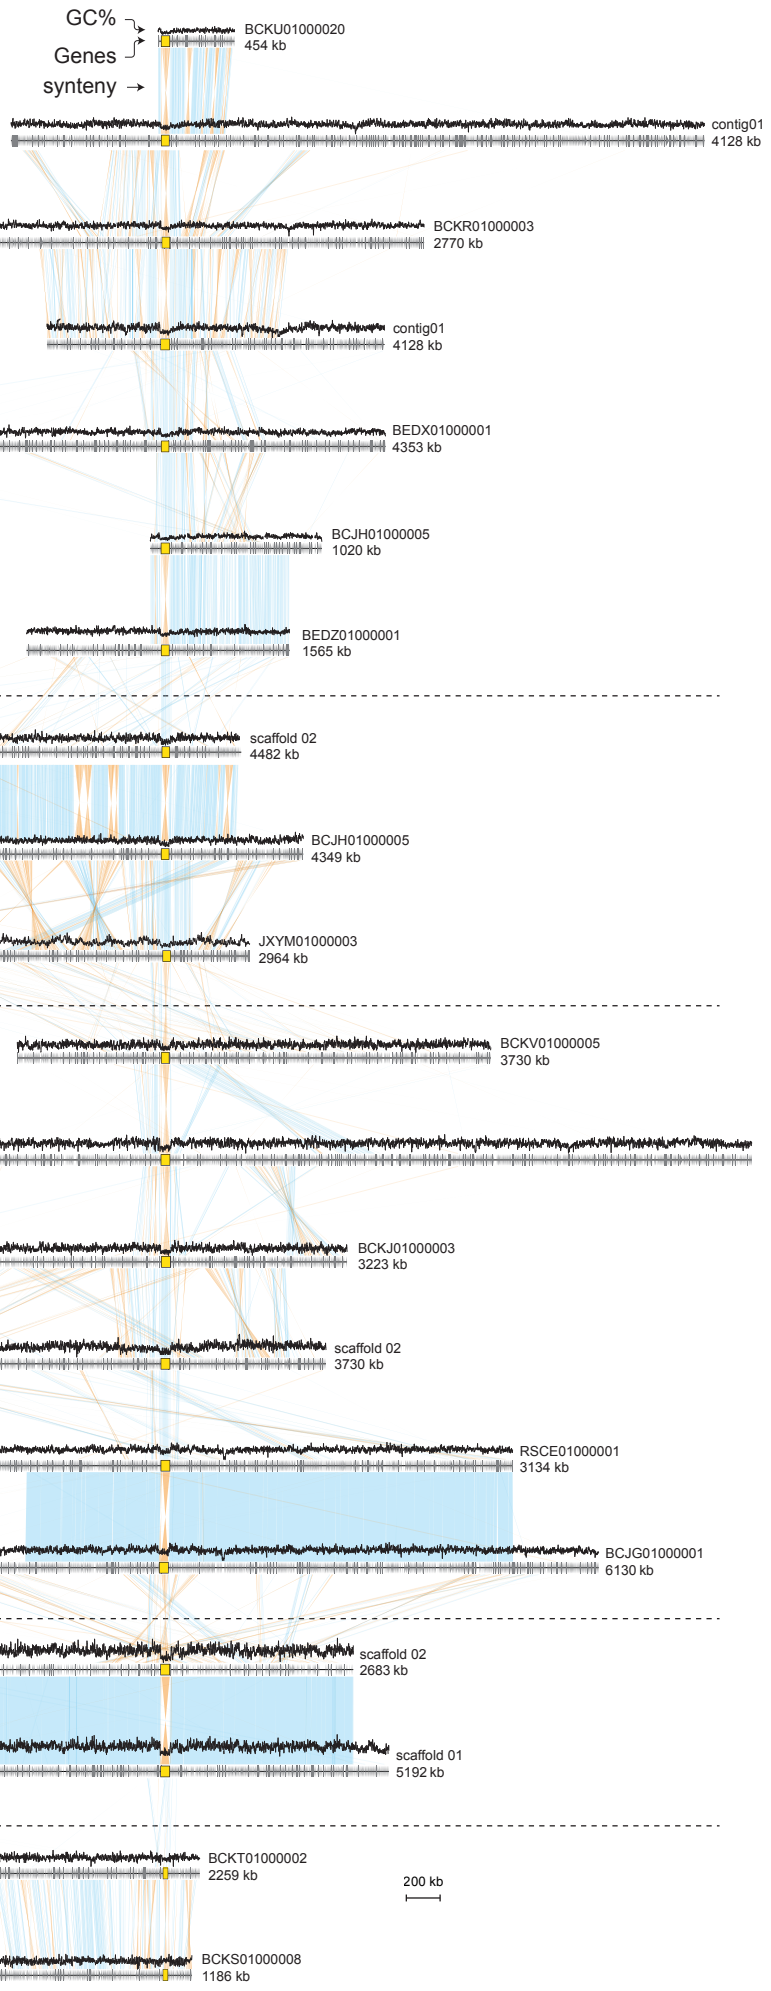 GC%
Genes
synteny
BCKU01000020
454 kb
contig01
4128 kb
BCKR01000003
2770 kb
contig01
4128 kb
BEDX01000001
4353 kb
BCJH01000005
1020 kb
BEDZ01000001
1565 kb
scaffold 02
4482 kb
BCJH01000005
4349 kb
JXYM01000003
2964 kb
BCKV01000005
3730 kb
BCKJ01000003
3223 kb
scaffold 02
3730 kb
RSCE01000001
3134 kb
BCJG01000001
6130 kb
scaffold 02
2683 kb
scaffold 01
5192 kb
BCKT01000002
2259 kb
200 kb
BCKS01000008
1186 kb